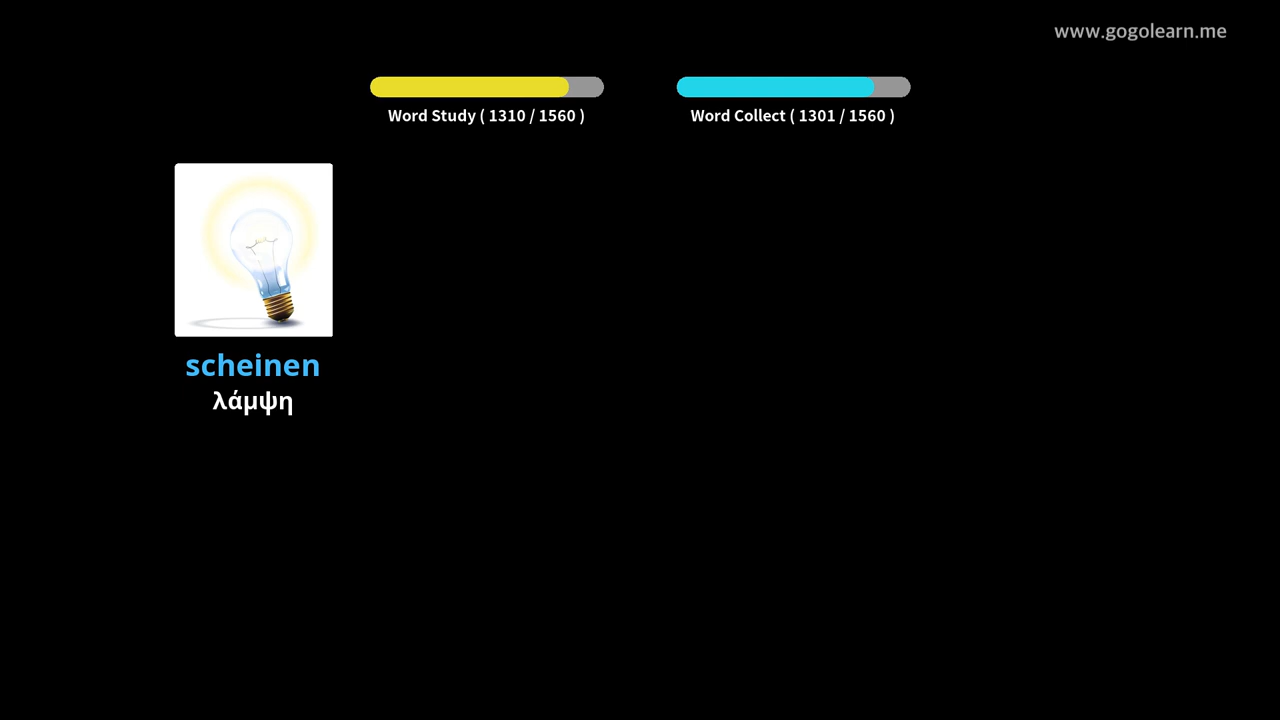 www.gogolearn.me
Word Study ( 1310 / 1560 )
Word Collect ( 1301 / 1560 )
scheinen
λάμψη